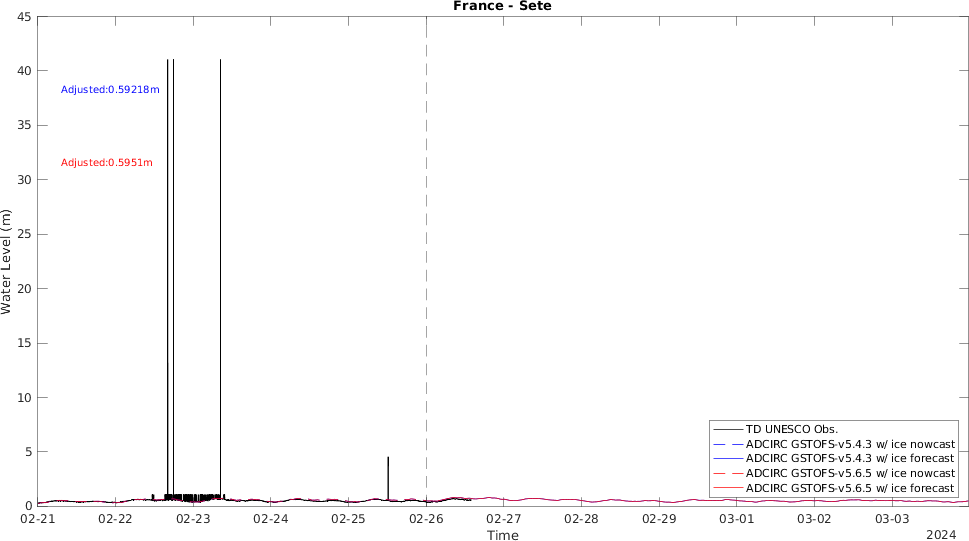 France - Sete
45
40
35
30
25
20
15
10
5
0
Water Level (m)
Adjusted:0.59218m
Adjusted:0.5951m
TD UNESCO Obs.
ADCIRC GSTOFS-v5.4.3 w/ ice nowcast
ADCIRC GSTOFS-v5.4.3 w/ ice forecast
ADCIRC GSTOFS-v5.6.5 w/ ice nowcast
ADCIRC GSTOFS-v5.6.5 w/ ice forecast
02-21 02-22 02-23 02-24 02-25 02-26 02-27 02-28 02-29 03-01 03-02 03-03
Time
2024